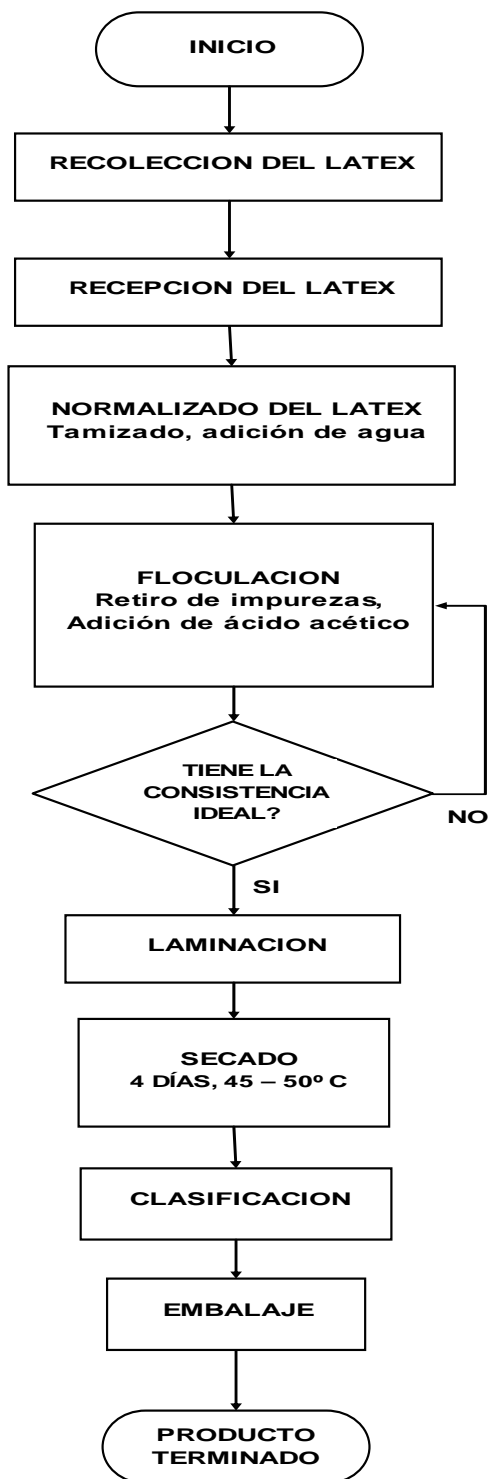 INICIO
RECOLECCION DEL LATEX
RECEPCION DEL LATEX
NORMALIZADO DEL LATEX
Tamizado, adición de agua
FLOCULACION
Retiro de impurezas,
Adición de ácido acético
TIENE LA
CONSISTENCIA
IDEAL?
NO
SI
LAMINACION
SECADO
4 DÍAS, 45 – 50º C
CLASIFICACION
EMBALAJE
PRODUCTO
TERMINADO